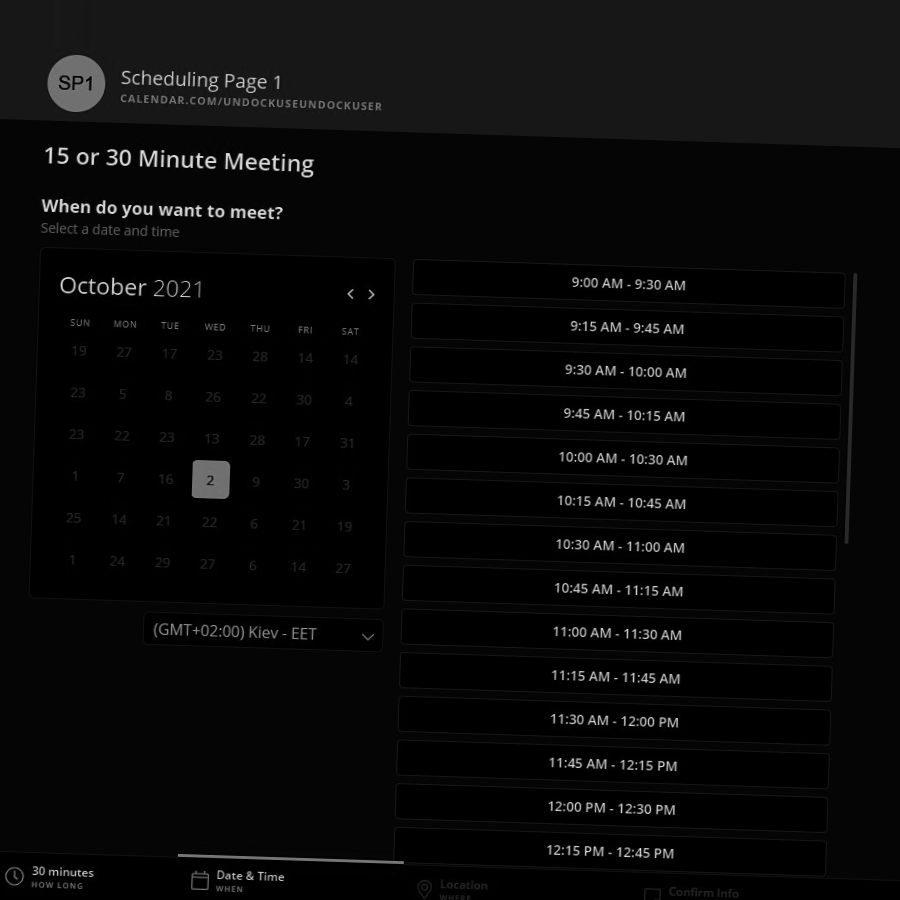 SP1
Scheduling Page 1
CALENDAR.COM/UNDOCKUSEUNDOCKUSER
15 or 30 Minute Meeting
When do you want to meet?
Select a date and time
October 2021
SUN MON TUE WED THU FRI SAT
19 27 17 23 28 14 14
23 5 8 26 22 30 4
23 22 23 13 28 17 31
1 7 16 2 9 30 3
25 14 21 22 6 21 19
1 24 29 27 6 14 27
(GMT+02:00) Kiev - EET
9:00 AM - 9:30 AM
9:15 AM - 9:45 AM
9:30 AM - 10:00 AM
9:45 AM - 10:15 AM
10:00 AM - 10:30 AM
10:15 AM - 10:45 AM
10:30 AM - 11:00 AM
10:45 AM - 11:15 AM
11:00 AM - 11:30 AM
11:15 AM - 11:45 AM
11:30 AM - 12:00 PM
11:45 AM - 12:15 PM
12:00 PM - 12:30 PM
12:15 PM - 12:45 PM
30 minutes
HOW LONG
Date & Time
WHEN
Location
WHERE
Confirm Info